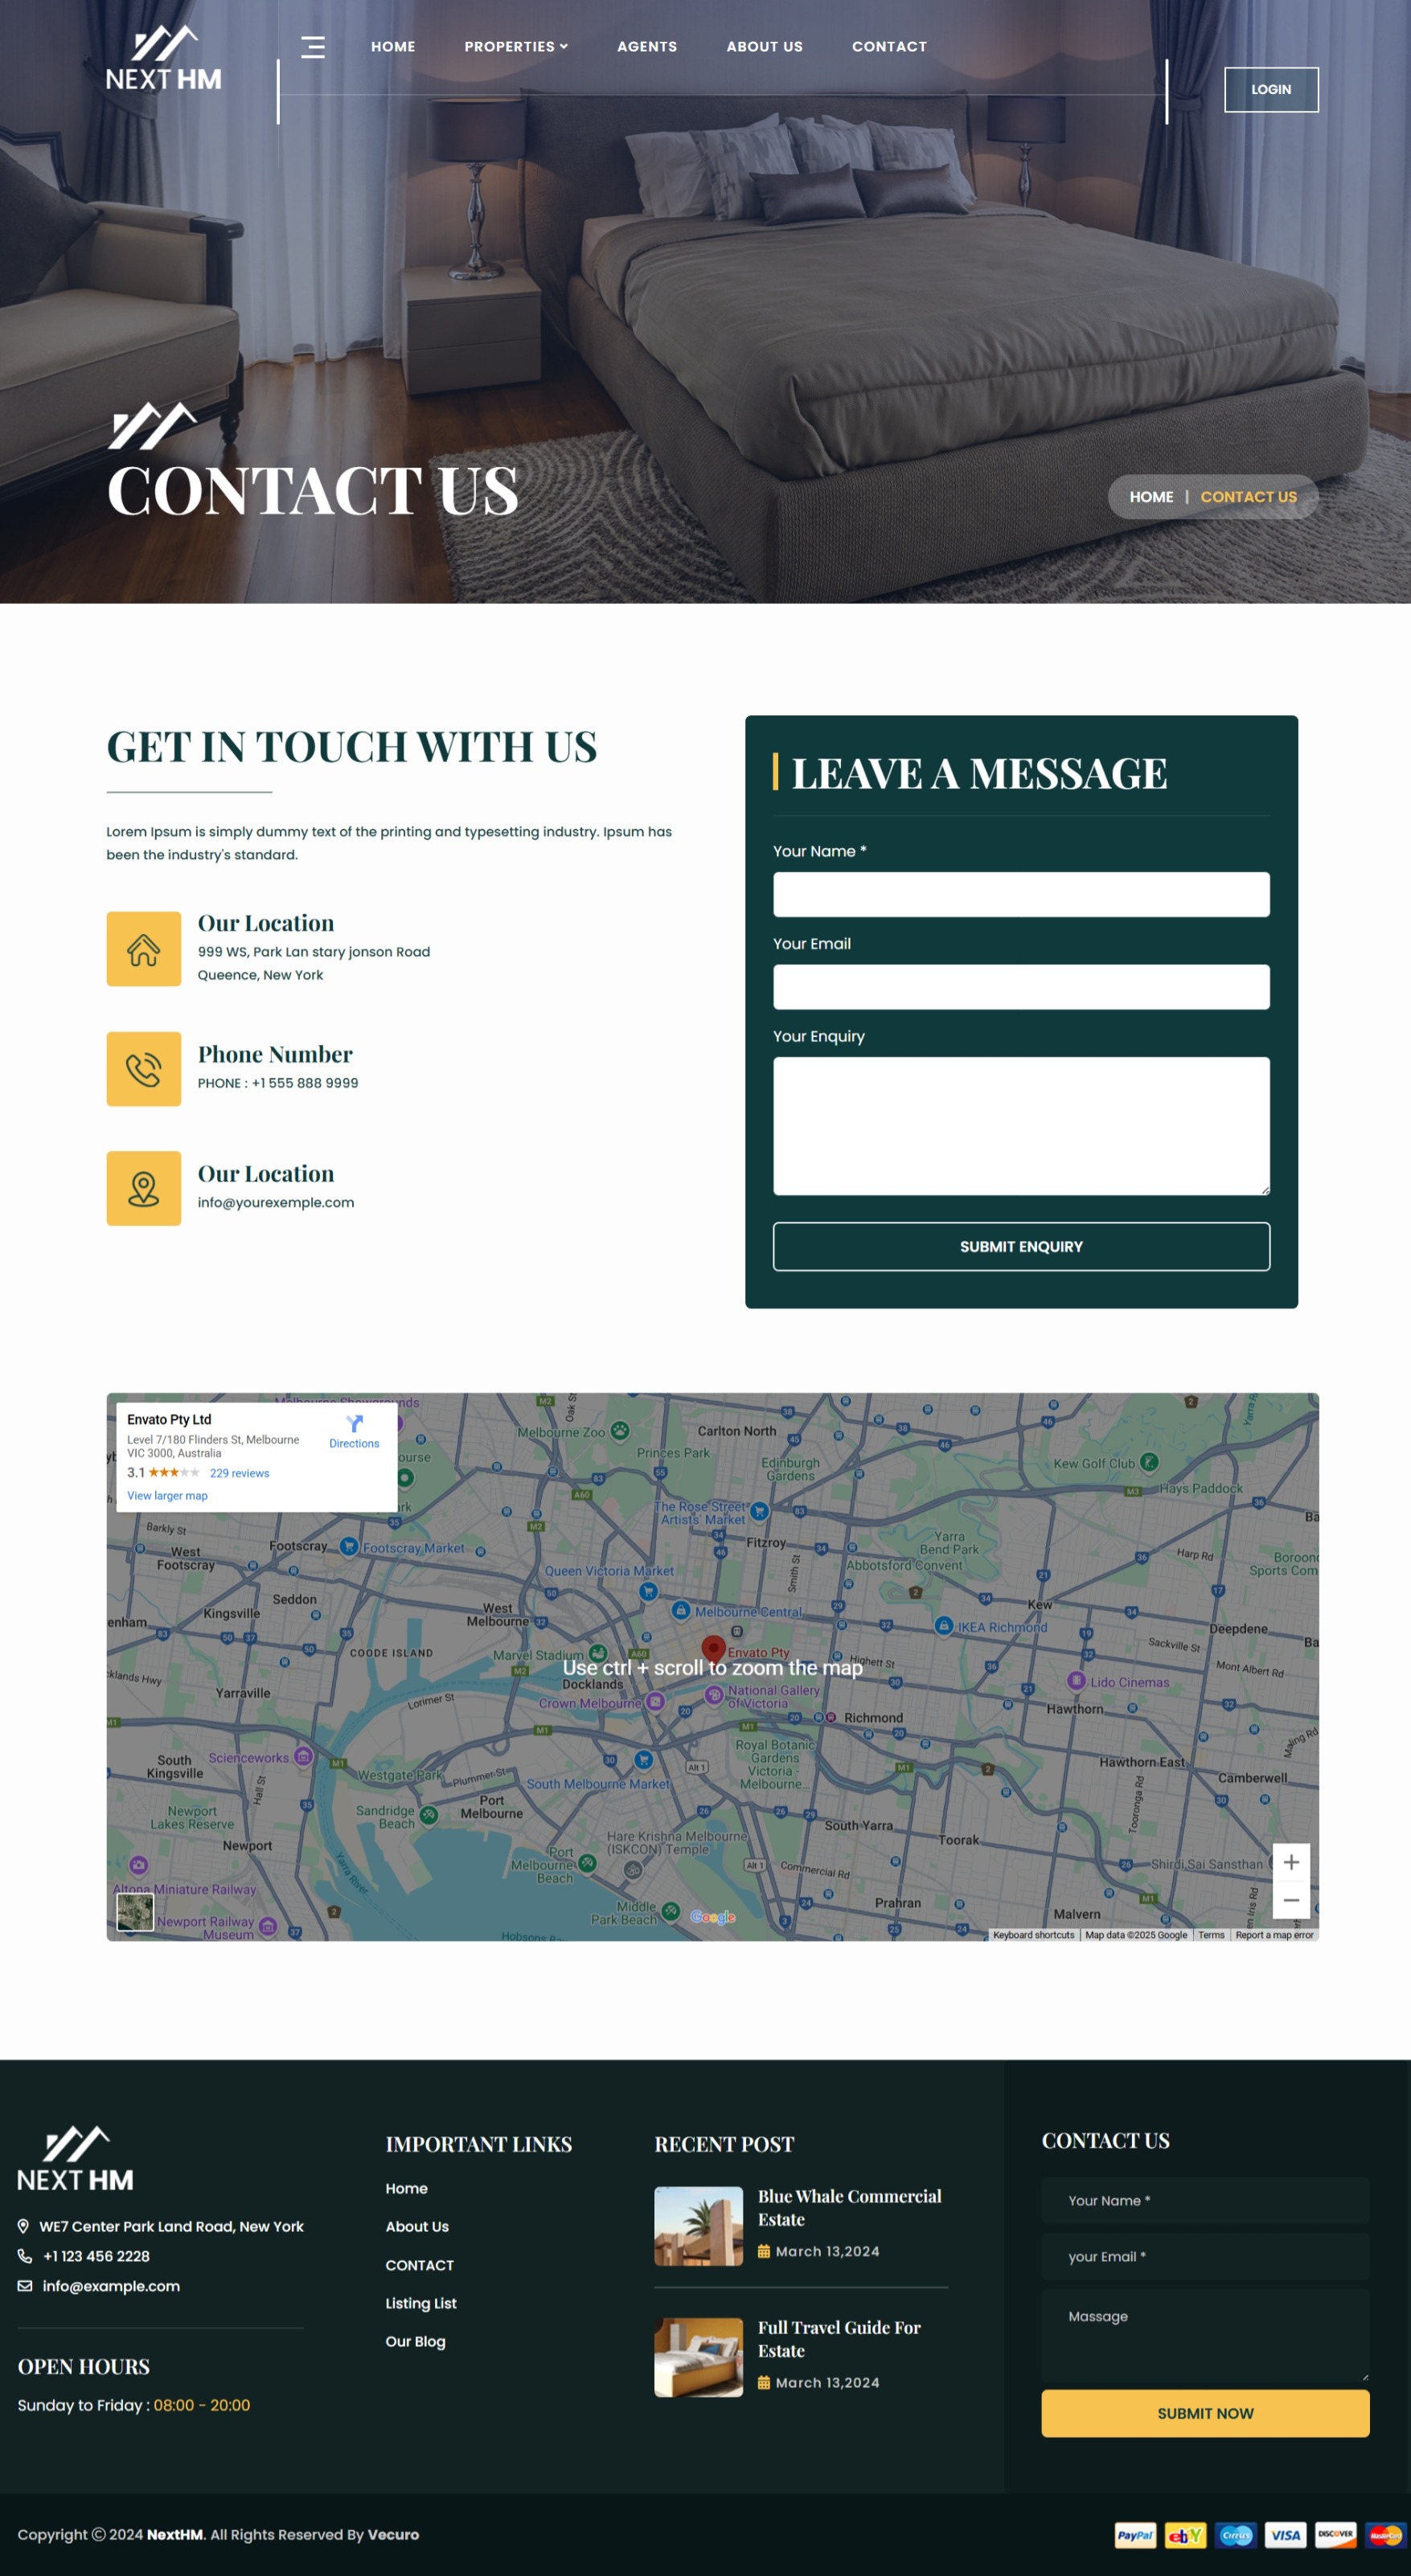 NEXT HM
HOME
PROPERTIES
AGENTS
ABOUT US
CONTACT
LOGIN
CONTACT US
HOME | CONTACT US
GET IN TOUCH WITH US
Lorem Ipsum is simply dummy text of the printing and typesetting industry. Ipsum has
been the industry's standard.
Our Location
999 WS, Park Lan stary jonson Road
Queence, New York
Phone Number
PHONE : +1 555 888 9999
Our Location
info@yourexemple.com
LEAVE A MESSAGE
Your Name *
Your Email
Your Enquiry
SUBMIT ENQUIRY
Envato Pty Ltd
Level 7/180 Flinders St, Melbourne
VIC 3000, Australia
Directions
3.1
229 reviews
View larger map
Melbourne Zoo
Princes Park
Carlton North
Edinburgh
Gardens
Kew Golf Club
Hays Paddock
The Rose Street
Artists' Market
Fitzroy
Smith St
Yarra
Bend Park
Abbotsford Convent
Harp Rd
Barkly St
West
Footscray
Footscray
Footscray Market
Queen Victoria Market
Seddon
Kingsville
West
Melbourne
Melbourne Central
IKEA Richmond
Kew
Deepdene
COODE ISLAND
Marvel Stadium
Envato Pty
Highett St
Sackville St
Mont Albert Rd
Use ctrl + scroll to zoom the map
Docklands
Yarraville
Lorimer St
Crown Melbourne
National Gallery
of Victoria
Richmond
Lido Cinemas
Hawthorn
South
Kingsville
Scienceworks
Westgate Park
Plummer St
South Melbourne Market
Royal Botanic
Gardens
Victoria -
Melbourne...
Hawthorn East
Camberwell
Maling Rd
Hall St
Tooronga Rd
Newport
Lakes Reserve
Newport
Sandridge
Beach
Port
Melbourne
Hare Krishna Melbourne
(ISKCON) Temple
South Yarra
Toorak
Yarra River
Port
Melbourne
Beach
Commercial Rd
Shirdi Sai Sansthan
Altona Miniature Railway
Newport Railway
Museum
Middle
Park Beach
Google
Prahran
Malvern
Keyboard shortcuts
Map data ©2025 Google
Terms
Report a map error
NEXT HM
WE7 Center Park Land Road, New York
+1 123 456 2228
info@example.com
OPEN HOURS
Sunday to Friday : 08:00 - 20:00
IMPORTANT LINKS
Home
About Us
CONTACT
Listing List
Our Blog
RECENT POST
Blue Whale Commercial
Estate
March 13,2024
Full Travel Guide For
Estate
March 13,2024
CONTACT US
Your Name *
your Email *
Massage
SUBMIT NOW
Copyright © 2024 NextHM. All Rights Reserved By Vecuro
PayPal
ebY
Cirrus
VISA
DISCOVER
MasterCard